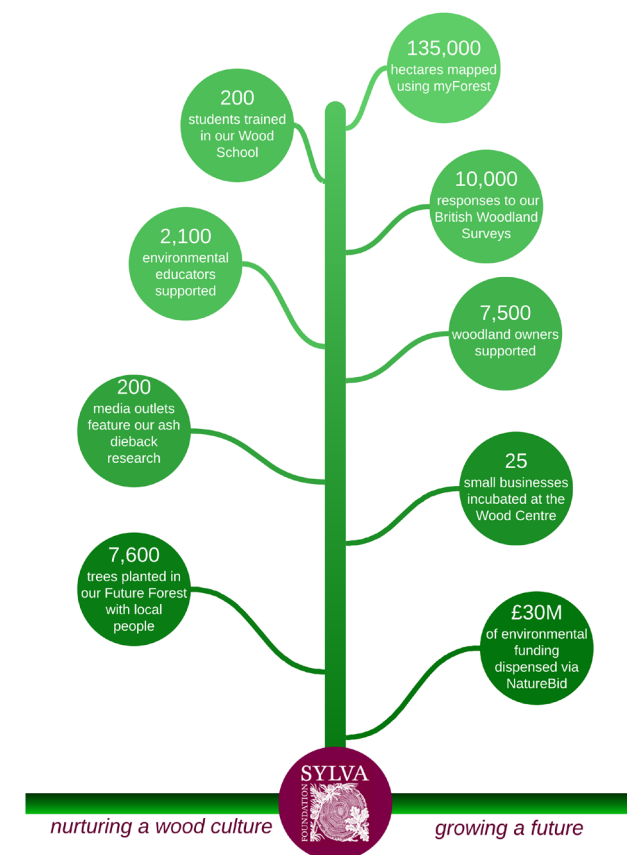 135,000
hectares mapped
using myForest
200
students trained
in our Wood
School
10,000
responses to our
British Woodland
Surveys
2,100
environmental
educators
supported
7,500
woodland owners
supported
200
media outlets
feature our ash
dieback
research
25
small businesses
incubated at the
Wood Centre
7,600
trees planted in
our Future Forest
with local
people
£30M
of environmental
funding
dispensed via
NatureBid
SYLVA
FOUNDATION
nurturing a wood culture
growing a future